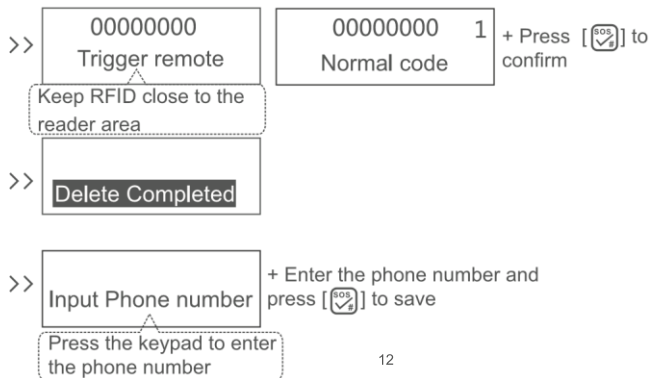 >> 00000000
Trigger remote
Keep RFID close to the
reader area
00000000 1
Normal code
+ Press [SOS #] to
confirm
>> Delete Completed
>> Input Phone number
+ Enter the phone number and
press [SOS #] to save
Press the keypad to enter
the phone number
12